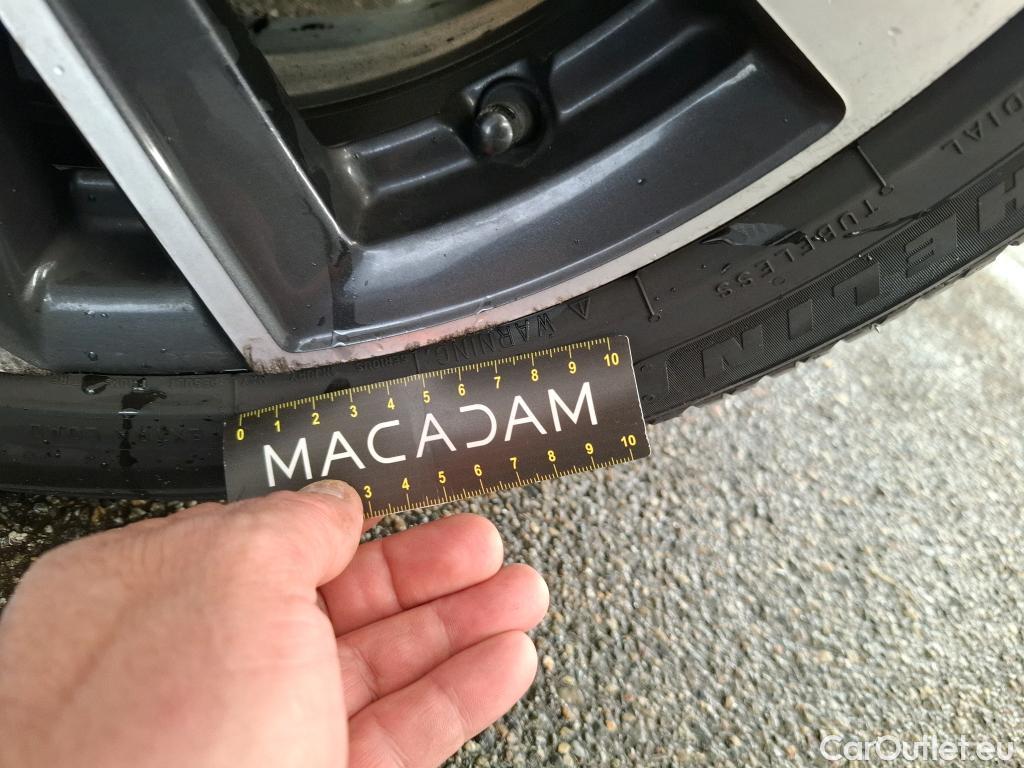 RADIAL
TUBELESS
HELIN
WARNING
0 1 2 3 4 5 6 7 8 9 10
MACADAM
3 4 5 6 7 8 9 10
CarOutlet.eu